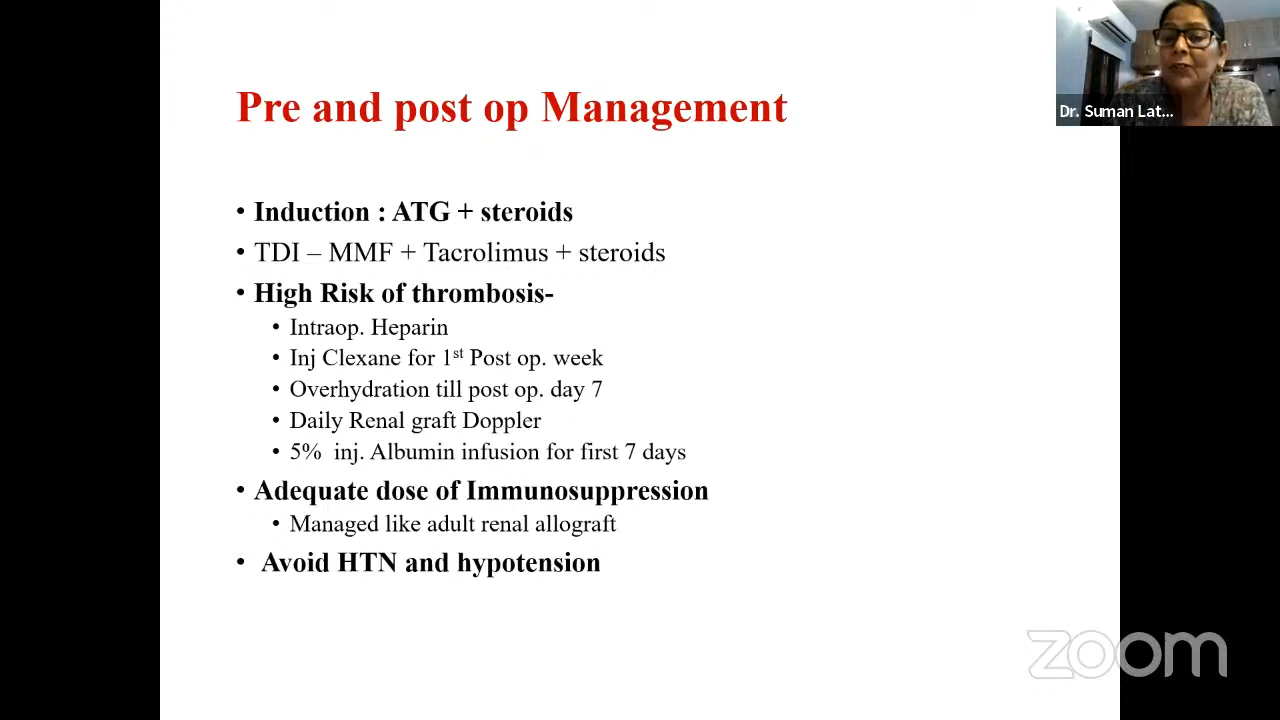 Pre and post op Management
• Induction : ATG + steroids
• TDI – MMF + Tacrolimus + steroids
• High Risk of thrombosis-
• Intraop. Heparin
• Inj Clexane for 1st Post op. week
• Overhydration till post op. day 7
• Daily Renal graft Doppler
• 5% inj. Albumin infusion for first 7 days
• Adequate dose of Immunosuppression
• Managed like adult renal allograft
• Avoid HTN and hypotension
Dr. Suman Lat...
zoom